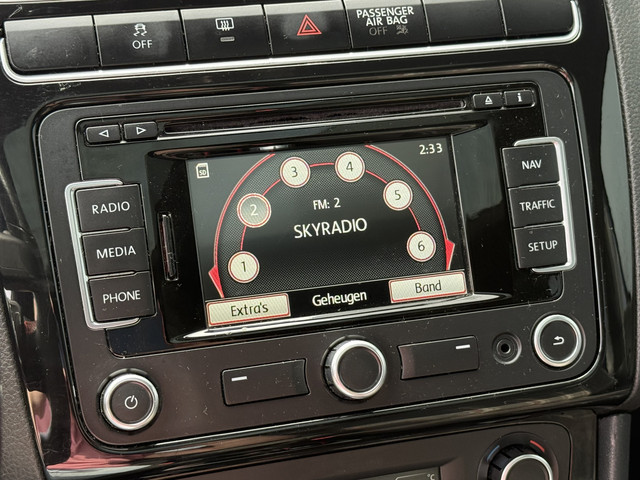 OFF
PASSENGER
AIR BAG
OFF
i
SD
2:33
NAV
RADIO
TRAFFIC
MEDIA
SETUP
PHONE
1
2
3
4
5
6
FM: 2
SKYRADIO
Extra's
Geheugen
Band
°C